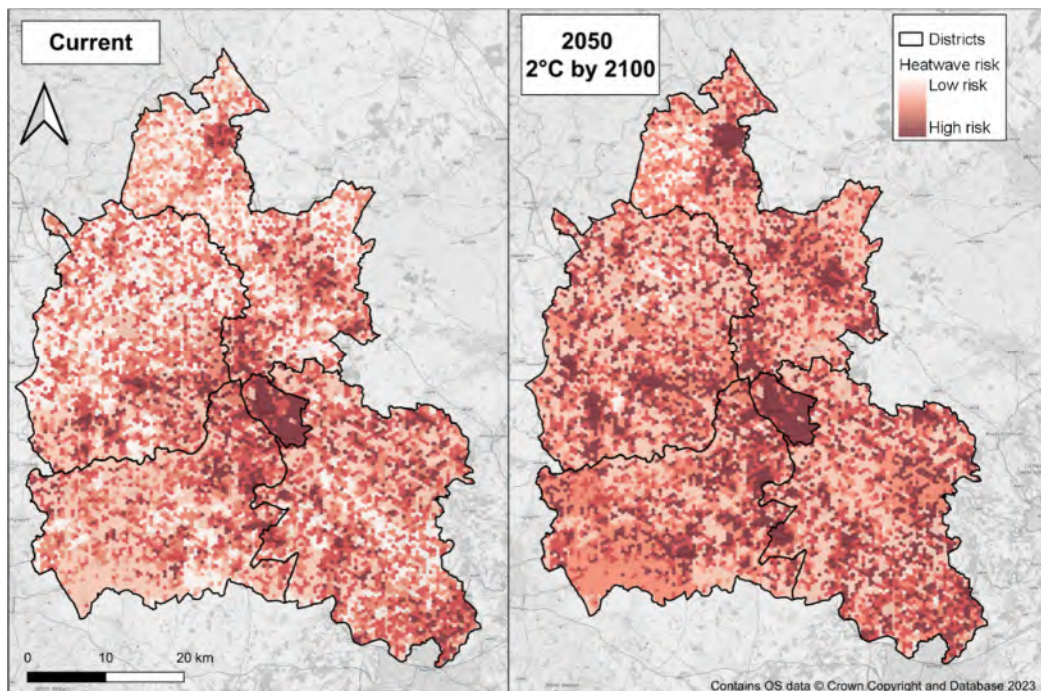 Current
2050
2°C by 2100
Districts
Heatwave risk
Low risk
High risk
0 10 20 km
Contains OS data © Crown Copyright and Database 2023